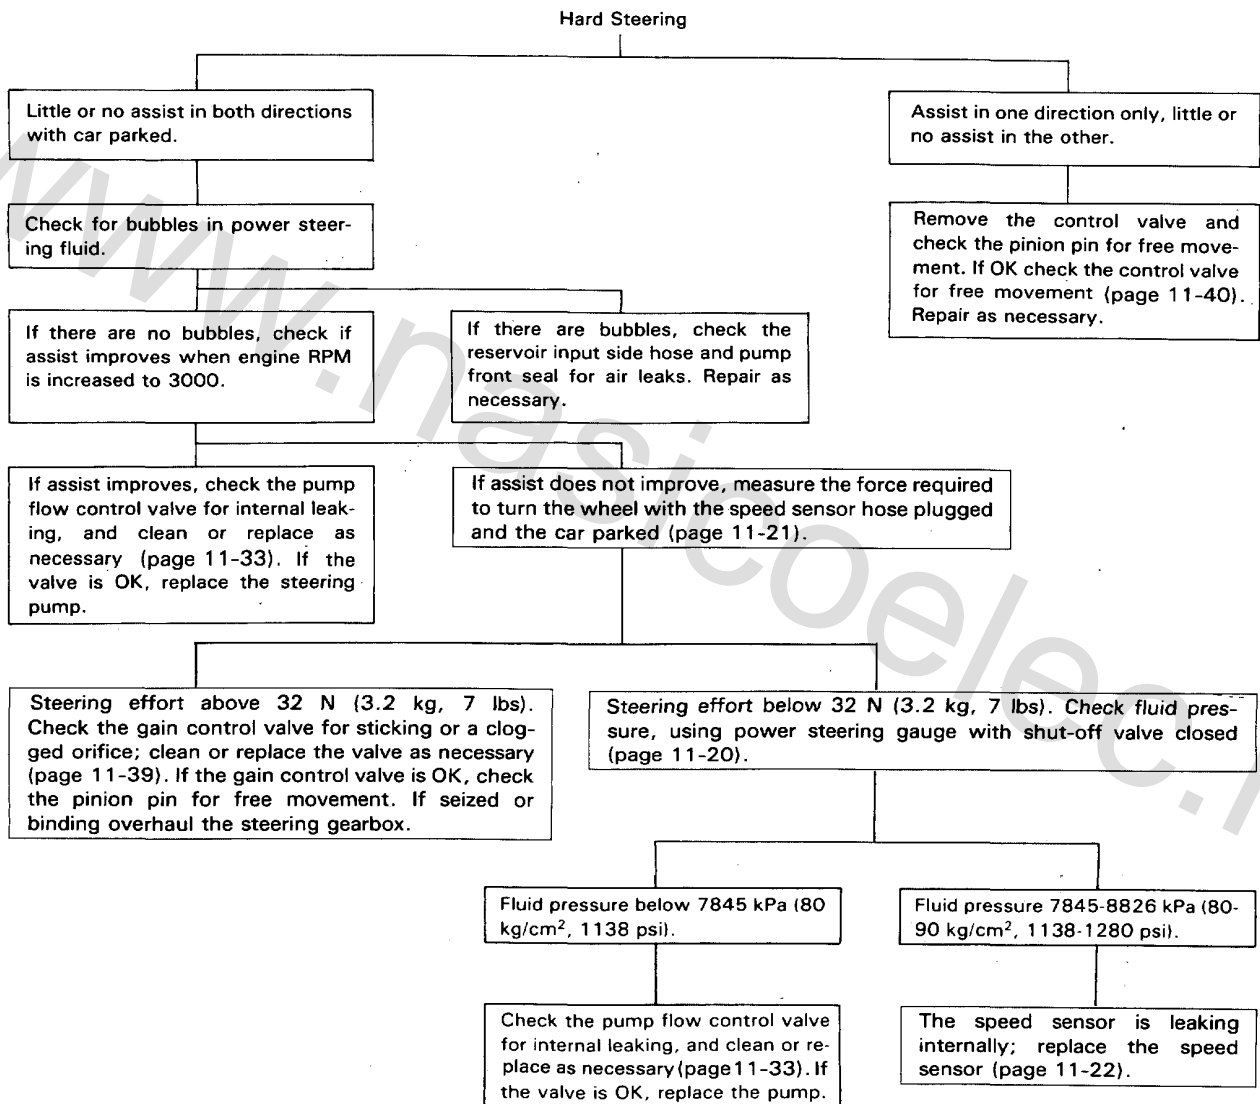 Hard Steering
Little or no assist in both directions
with car parked.
Assist in one direction only, little or
no assist in the other.
Check for bubbles in power steer-
ing fluid.
Remove the control valve and
check the pinion pin for free move-
ment. If OK check the control valve
for free movement (page 11-40).
Repair as necessary.
If there are no bubbles, check if
assist improves when engine RPM
is increased to 3000.
If there are bubbles, check the
reservoir input side hose and pump
front seal for air leaks. Repair as
necessary.
If assist improves, check the pump
flow control valve for internal leak-
ing, and clean or replace as
necessary (page 11-33). If the
valve is OK, replace the steering
pump.
If assist does not improve, measure the force required
to turn the wheel with the speed sensor hose plugged
and the car parked (page 11-21).
Steering effort above 32 N (3.2 kg, 7 lbs).
Check the gain control valve for sticking or a clog-
ged orifice; clean or replace the valve as necessary
(page 11-39). If the gain control valve is OK, check
the pinion pin for free movement. If seized or
binding overhaul the steering gearbox.
Steering effort below 32 N (3.2 kg, 7 lbs). Check fluid pres-
sure, using power steering gauge with shut-off valve closed
(page 11-20).
Fluid pressure below 7845 kPa (80
kg/cm², 1138 psi).
Fluid pressure 7845-8826 kPa (80-
90 kg/cm², 1138-1280 psi).
Check the pump flow control valve
for internal leaking, and clean or re-
place as necessary (page 11-33). If
the valve is OK, replace the pump.
The speed sensor is leaking
internally; replace the speed
sensor (page 11-22).
www.nasicoelec.